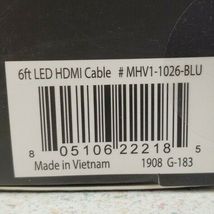 6ft LED HDMI Cable # MHV1-1026-BLU
8 05106 22218 5
Made in Vietnam 1908 G-183